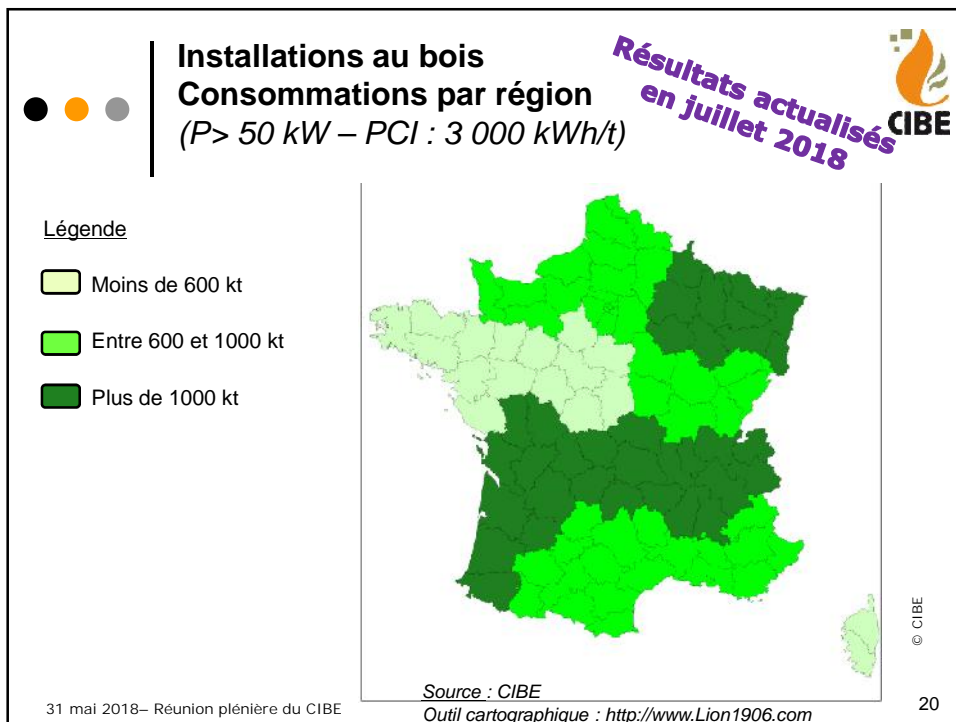 Installations au bois
Consommations par région
(P> 50 kW – PCI : 3 000 kWh/t)
Résultats actualisés
en juillet 2018
CIBE
Légende
Moins de 600 kt
Entre 600 et 1000 kt
Plus de 1000 kt
© CIBE
31 mai 2018– Réunion plénière du CIBE
Source : CIBE
Outil cartographique : http://www.Lion1906.com
20